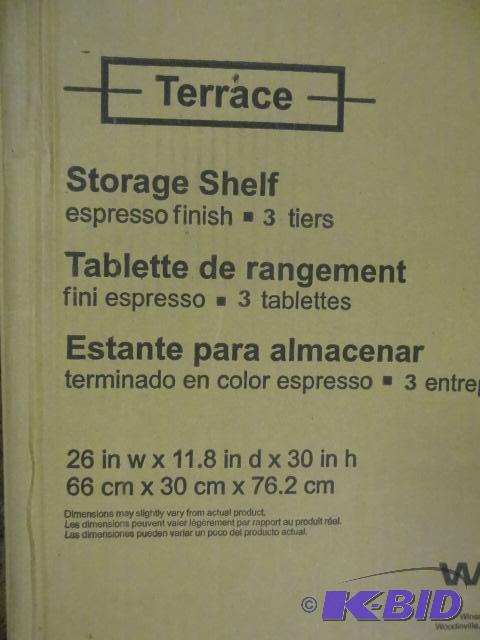 Terrace
Storage Shelf
espresso finish ▪ 3 tiers
Tablette de rangement
fini espresso ▪ 3 tablettes
Estante para almacenar
terminado en color espresso ▪ 3 entre
26 in w x 11.8 in d x 30 in h
66 cm x 30 cm x 76.2 cm
Dimensions may slightly vary from actual product.
Les dimensions peuvent varier légèrement par rapport au produit réel.
Las dimensiones pueden variar un poco del producto actual.
W
Wins
Woodinville,
© K-BID